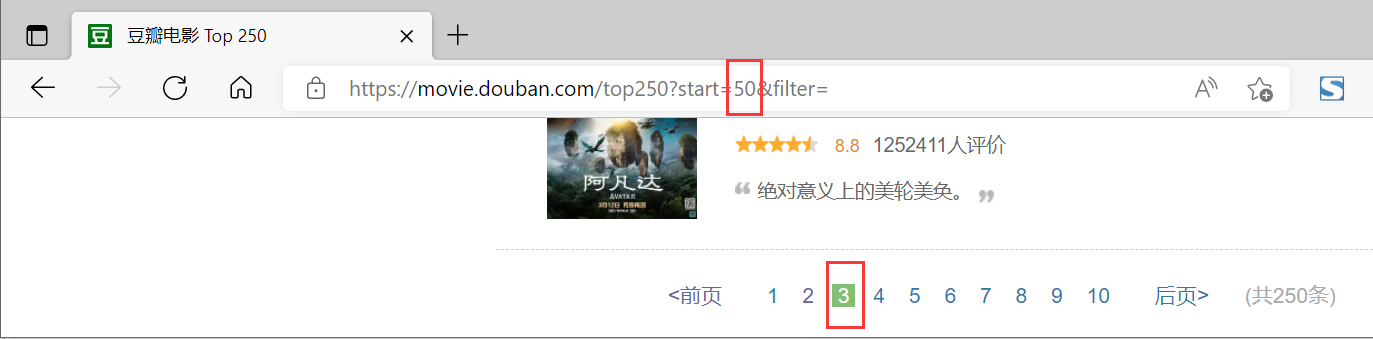 豆瓣电影 Top 250
https://movie.douban.com/top250?start=50&filter=
8.8 1252411人评价
阿凡达
AVATAR
绝对意义上的美轮美奂。
<前页 1 2 3 4 5 6 7 8 9 10 后页> (共250条)